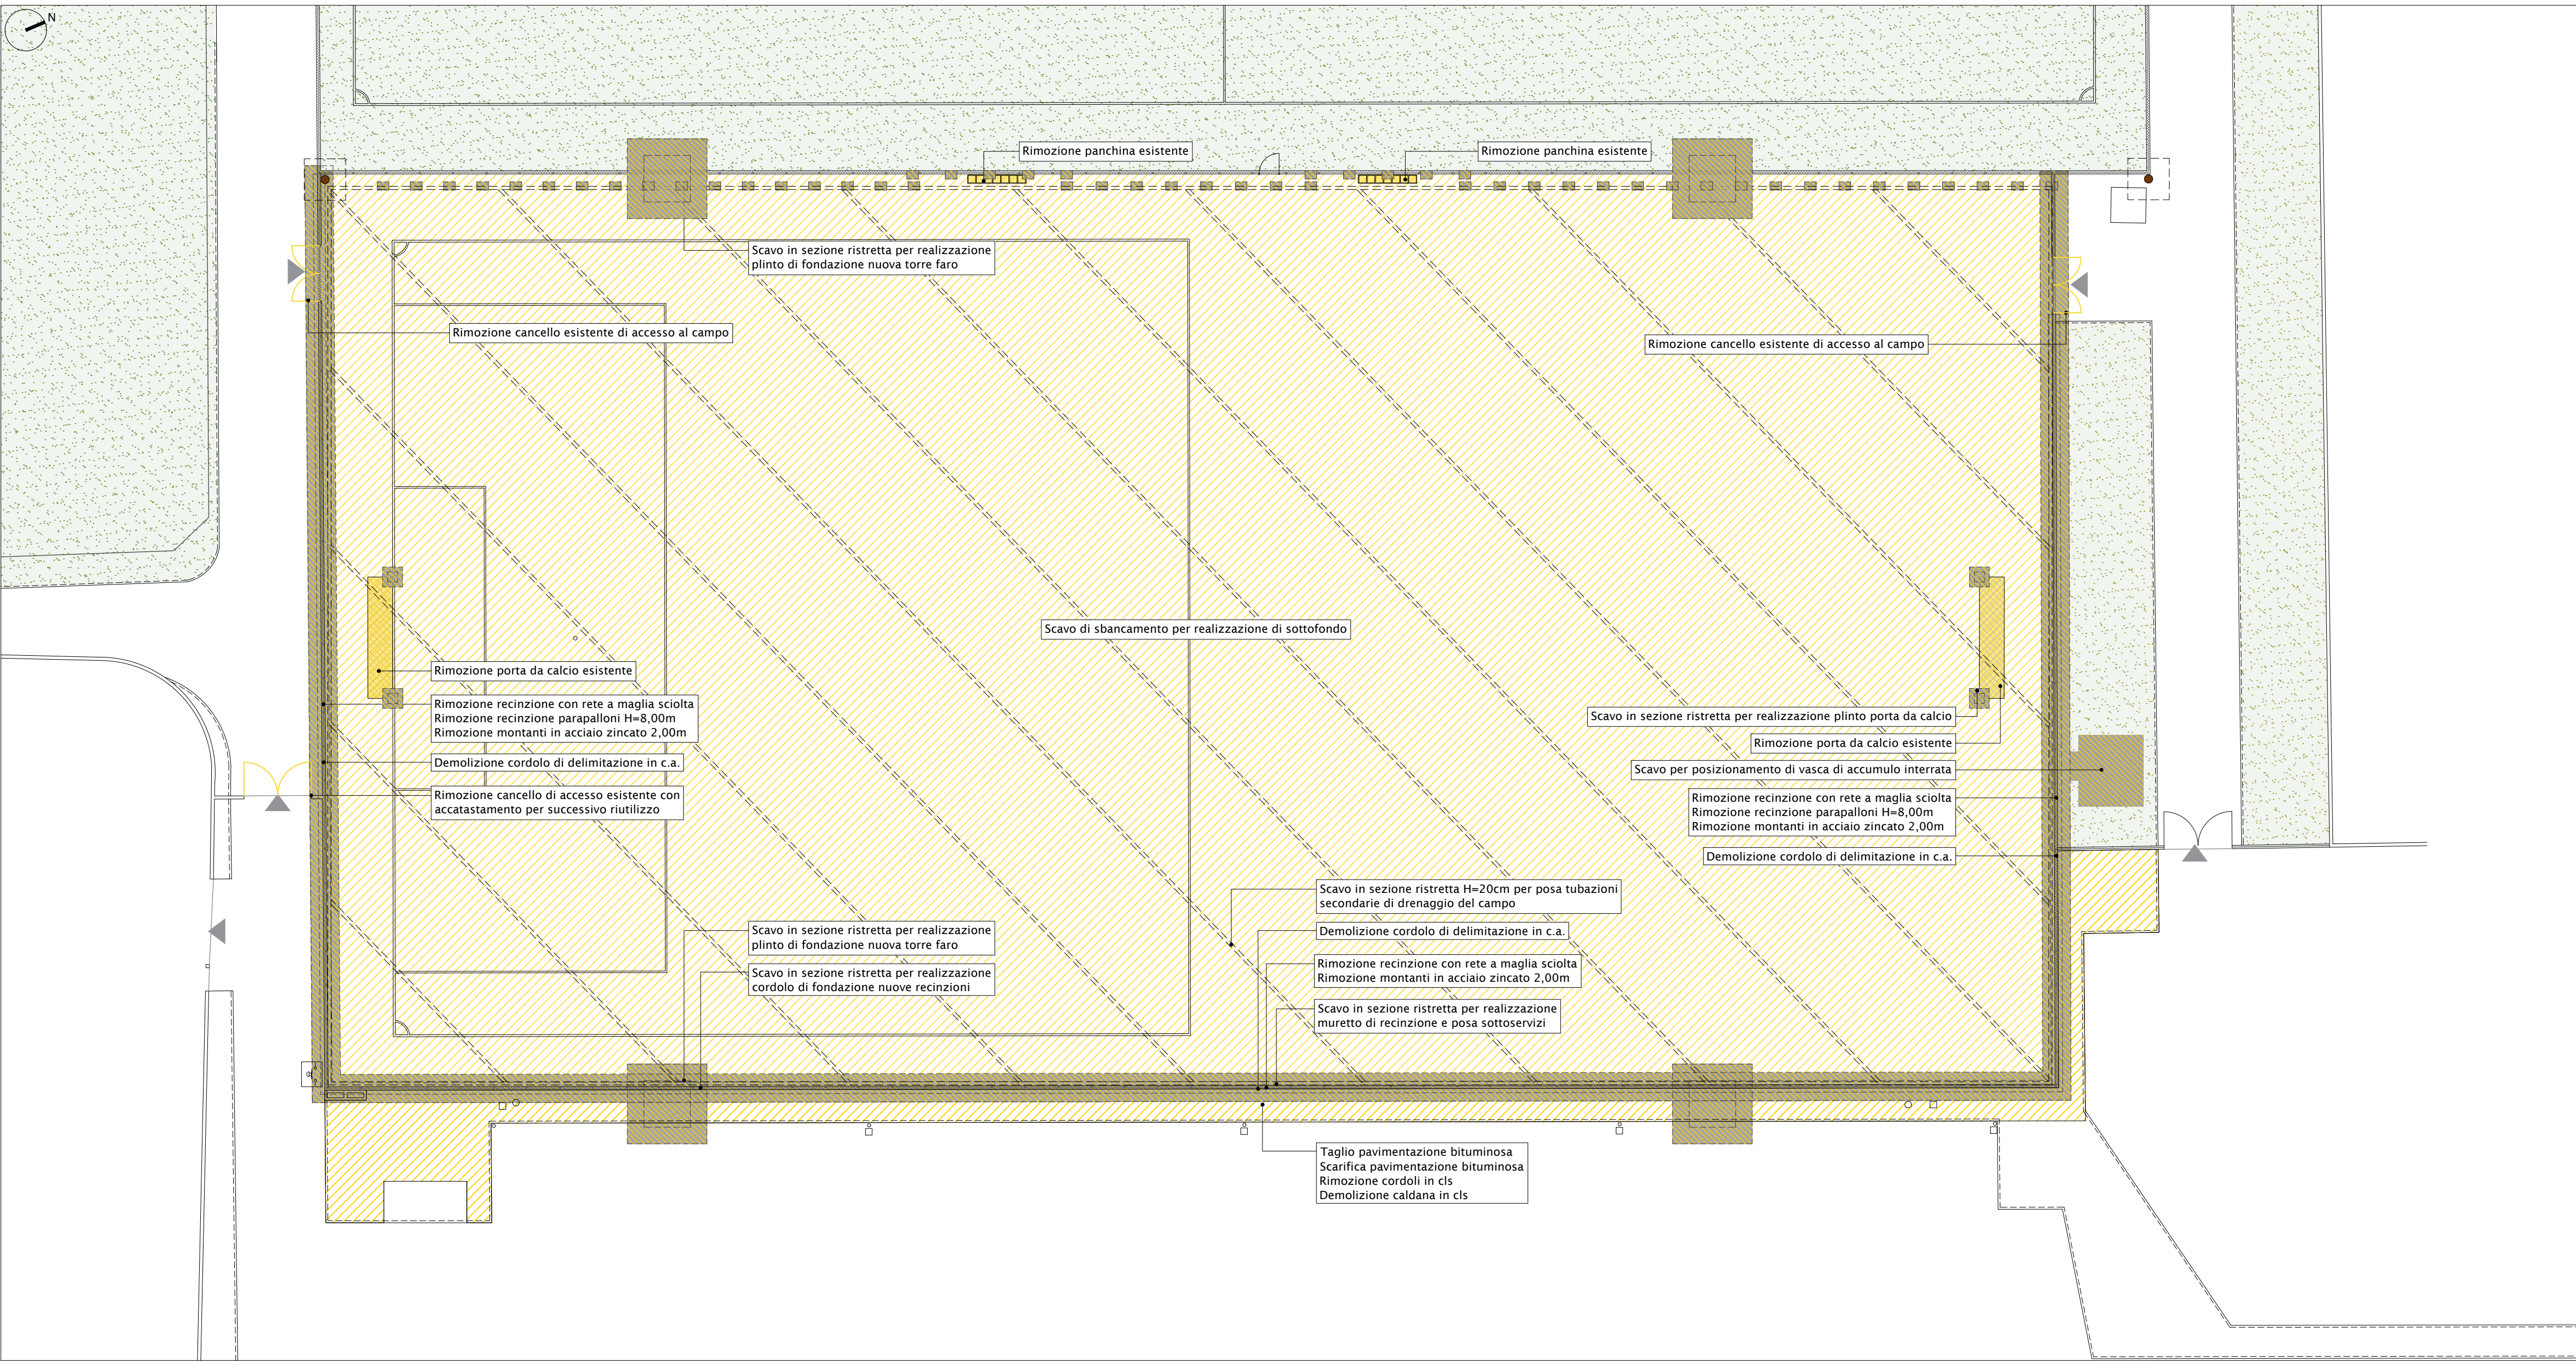 N
Rimozione panchina esistente
Rimozione panchina esistente
Scavo in sezione ristretta per realizzazione
plinto di fondazione nuova torre faro
Rimozione cancello esistente di accesso al campo
Rimozione cancello esistente di accesso al campo
Scavo di sbancamento per realizzazione di sottofondo
Rimozione porta da calcio esistente
Rimozione recinzione con rete a maglia sciolta
Rimozione recinzione parapalloni H=8,00m
Rimozione montanti in acciaio zincato 2,00m
Demolizione cordolo di delimitazione in c.a.
Rimozione cancello di accesso esistente con
accatastamento per successivo riutilizzo
Scavo in sezione ristretta per realizzazione plinto porta da calcio
Rimozione porta da calcio esistente
Scavo per posizionamento di vasca di accumulo interrata
Rimozione recinzione con rete a maglia sciolta
Rimozione recinzione parapalloni H=8,00m
Rimozione montanti in acciaio zincato 2,00m
Demolizione cordolo di delimitazione in c.a.
Scavo in sezione ristretta H=20cm per posa tubazioni
secondarie di drenaggio del campo
Scavo in sezione ristretta per realizzazione
plinto di fondazione nuova torre faro
Demolizione cordolo di delimitazione in c.a.
Rimozione recinzione con rete a maglia sciolta
Rimozione montanti in acciaio zincato 2,00m
Scavo in sezione ristretta per realizzazione
cordolo di fondazione nuove recinzioni
Scavo in sezione ristretta per realizzazione
muretto di recinzione e posa sottoservizi
Taglio pavimentazione bituminosa
Scarifica pavimentazione bituminosa
Rimozione cordoli in cls
Demolizione caldana in cls